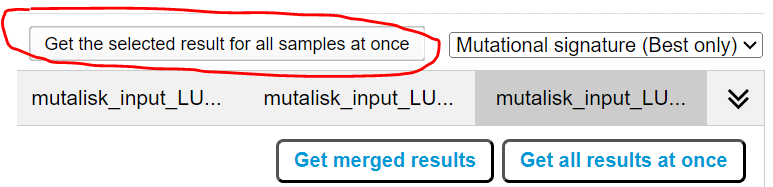 Get the selected result for all samples at once Mutational signature (Best only)
mutalisk_input_LU... mutalisk_input_LU... mutalisk_input_LU...
Get merged results Get all results at once